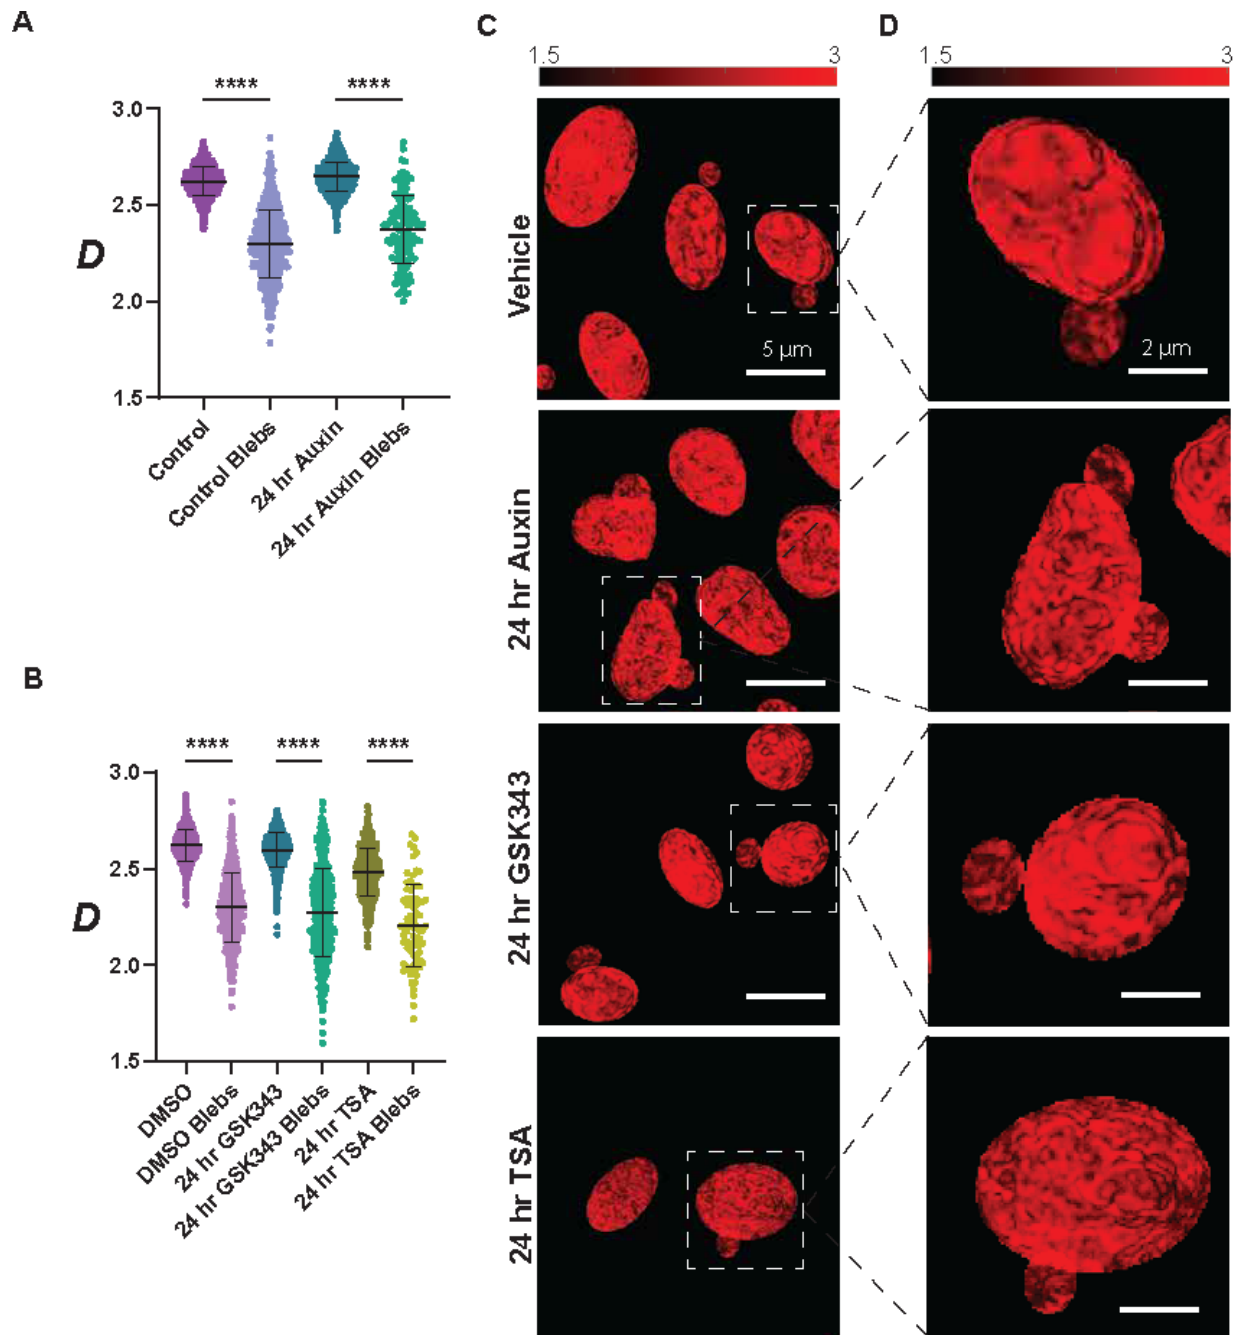 A
****
****
3.0
2.5
D
2.0
1.5
Control
Control Blebs
24 hr Auxin
24 hr Auxin Blebs
B
****
****
****
3.0
2.5
D
2.0
1.5
DMSO
DMSO Blebs
24 hr GSK343
24 hr GSK343 Blebs
24 hr TSA
24 hr TSA Blebs
C
1.5
3
Vehicle
5 µm
24 hr Auxin
24 hr GSK343
24 hr TSA
D
1.5
3
2 µm